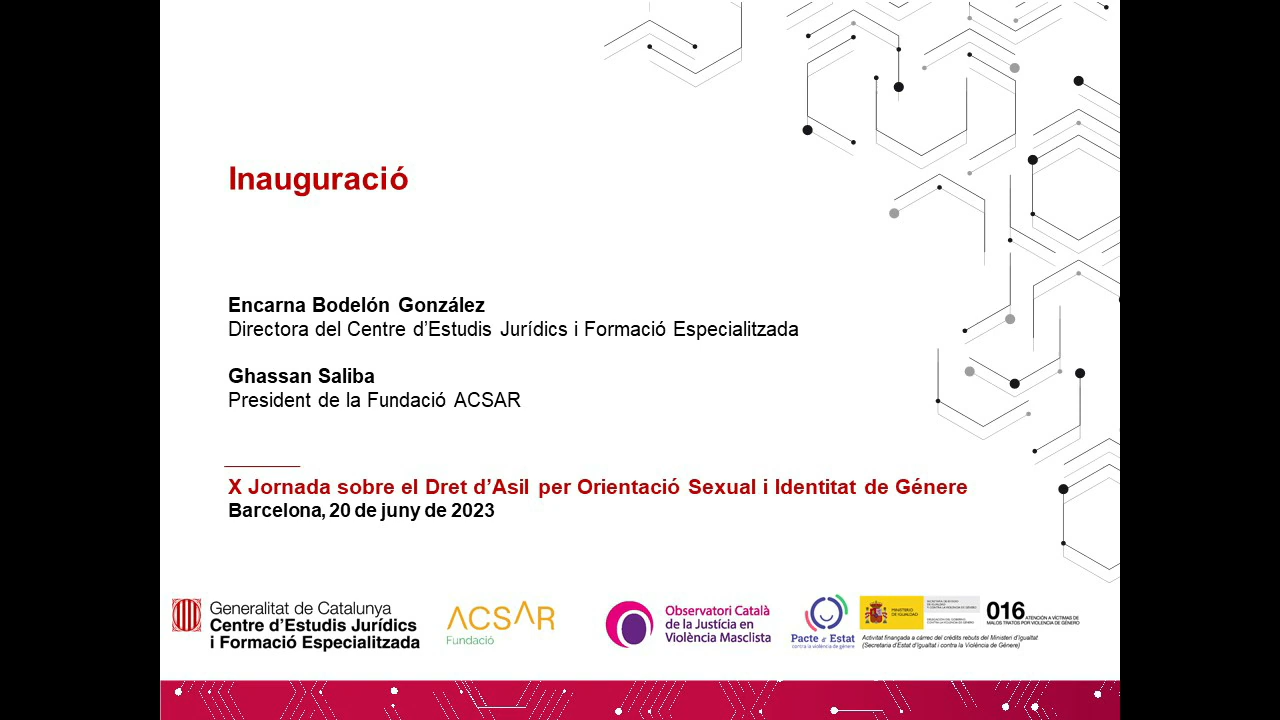 Inauguració
Encarna Bodelón González
Directora del Centre d’Estudis Jurídics i Formació Especialitzada
Ghassan Saliba
President de la Fundació ACSAR
X Jornada sobre el Dret d’Asil per Orientació Sexual i Identitat de Génere
Barcelona, 20 de juny de 2023
Generalitat de Catalunya
Centre d’Estudis Jurídics
i Formació Especialitzada
ACSAR
Fundació
Observatori Català
de la Justícia en
Violència Masclista
Pacte d'Estat
contra la violència de gènere
MINISTERIO
DE IGUALDAD
016 ATENCIÓN A VÍCTIMAS DE
MALOS TRATOS POR VIOLENCIA DE GÉNERO
Activitat finançada a càrrec del crèdits rebuts del Ministeri d'Igualtat
(Secretaria d'Estat d'Igualtat i contra la Violència de Gènere)